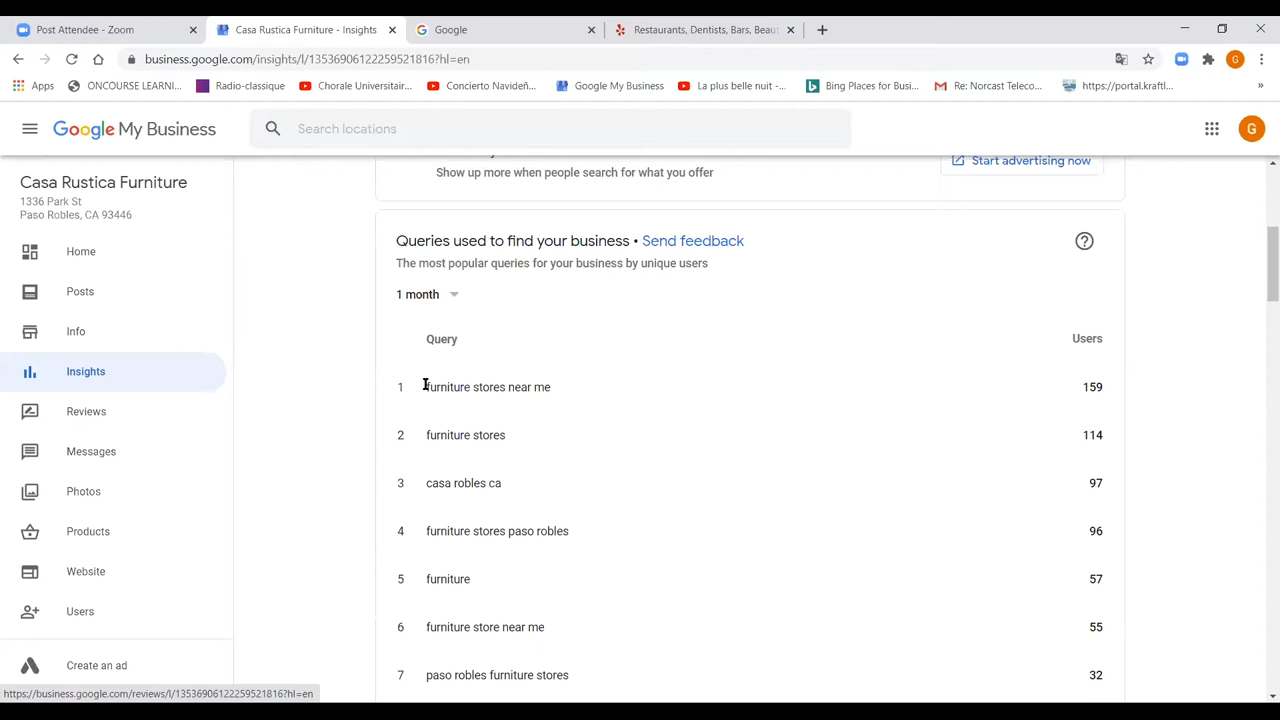 Post Attendee - Zoom
Casa Rustica Furniture - Insights
Google
Restaurants, Dentists, Bars, Beau
business.google.com/insights/l/13536906122259521816?hl=en
Apps
ONCOURSE LEARNI...
Radio-classique
Chorale Universitair...
Concierto Navideñ...
Google My Business
La plus belle nuit -...
Bing Places for Busi...
Re: Norcast Teleco...
https://portal.kraftl...
»
Google My Business
Search locations
G
G
Casa Rustica Furniture
1336 Park St
Paso Robles, CA 93446
Home
Posts
Info
Insights
Reviews
Messages
Photos
Products
Website
Users
Create an ad
Show up more when people search for what you offer
Start advertising now
Queries used to find your business • Send feedback
The most popular queries for your business by unique users
1 month
Query Users
1 furniture stores near me 159
2 furniture stores 114
3 casa robles ca 97
4 furniture stores paso robles 96
5 furniture 57
6 furniture store near me 55
7 paso robles furniture stores 32
https://business.google.com/reviews/l/13536906122259521816?hl=en